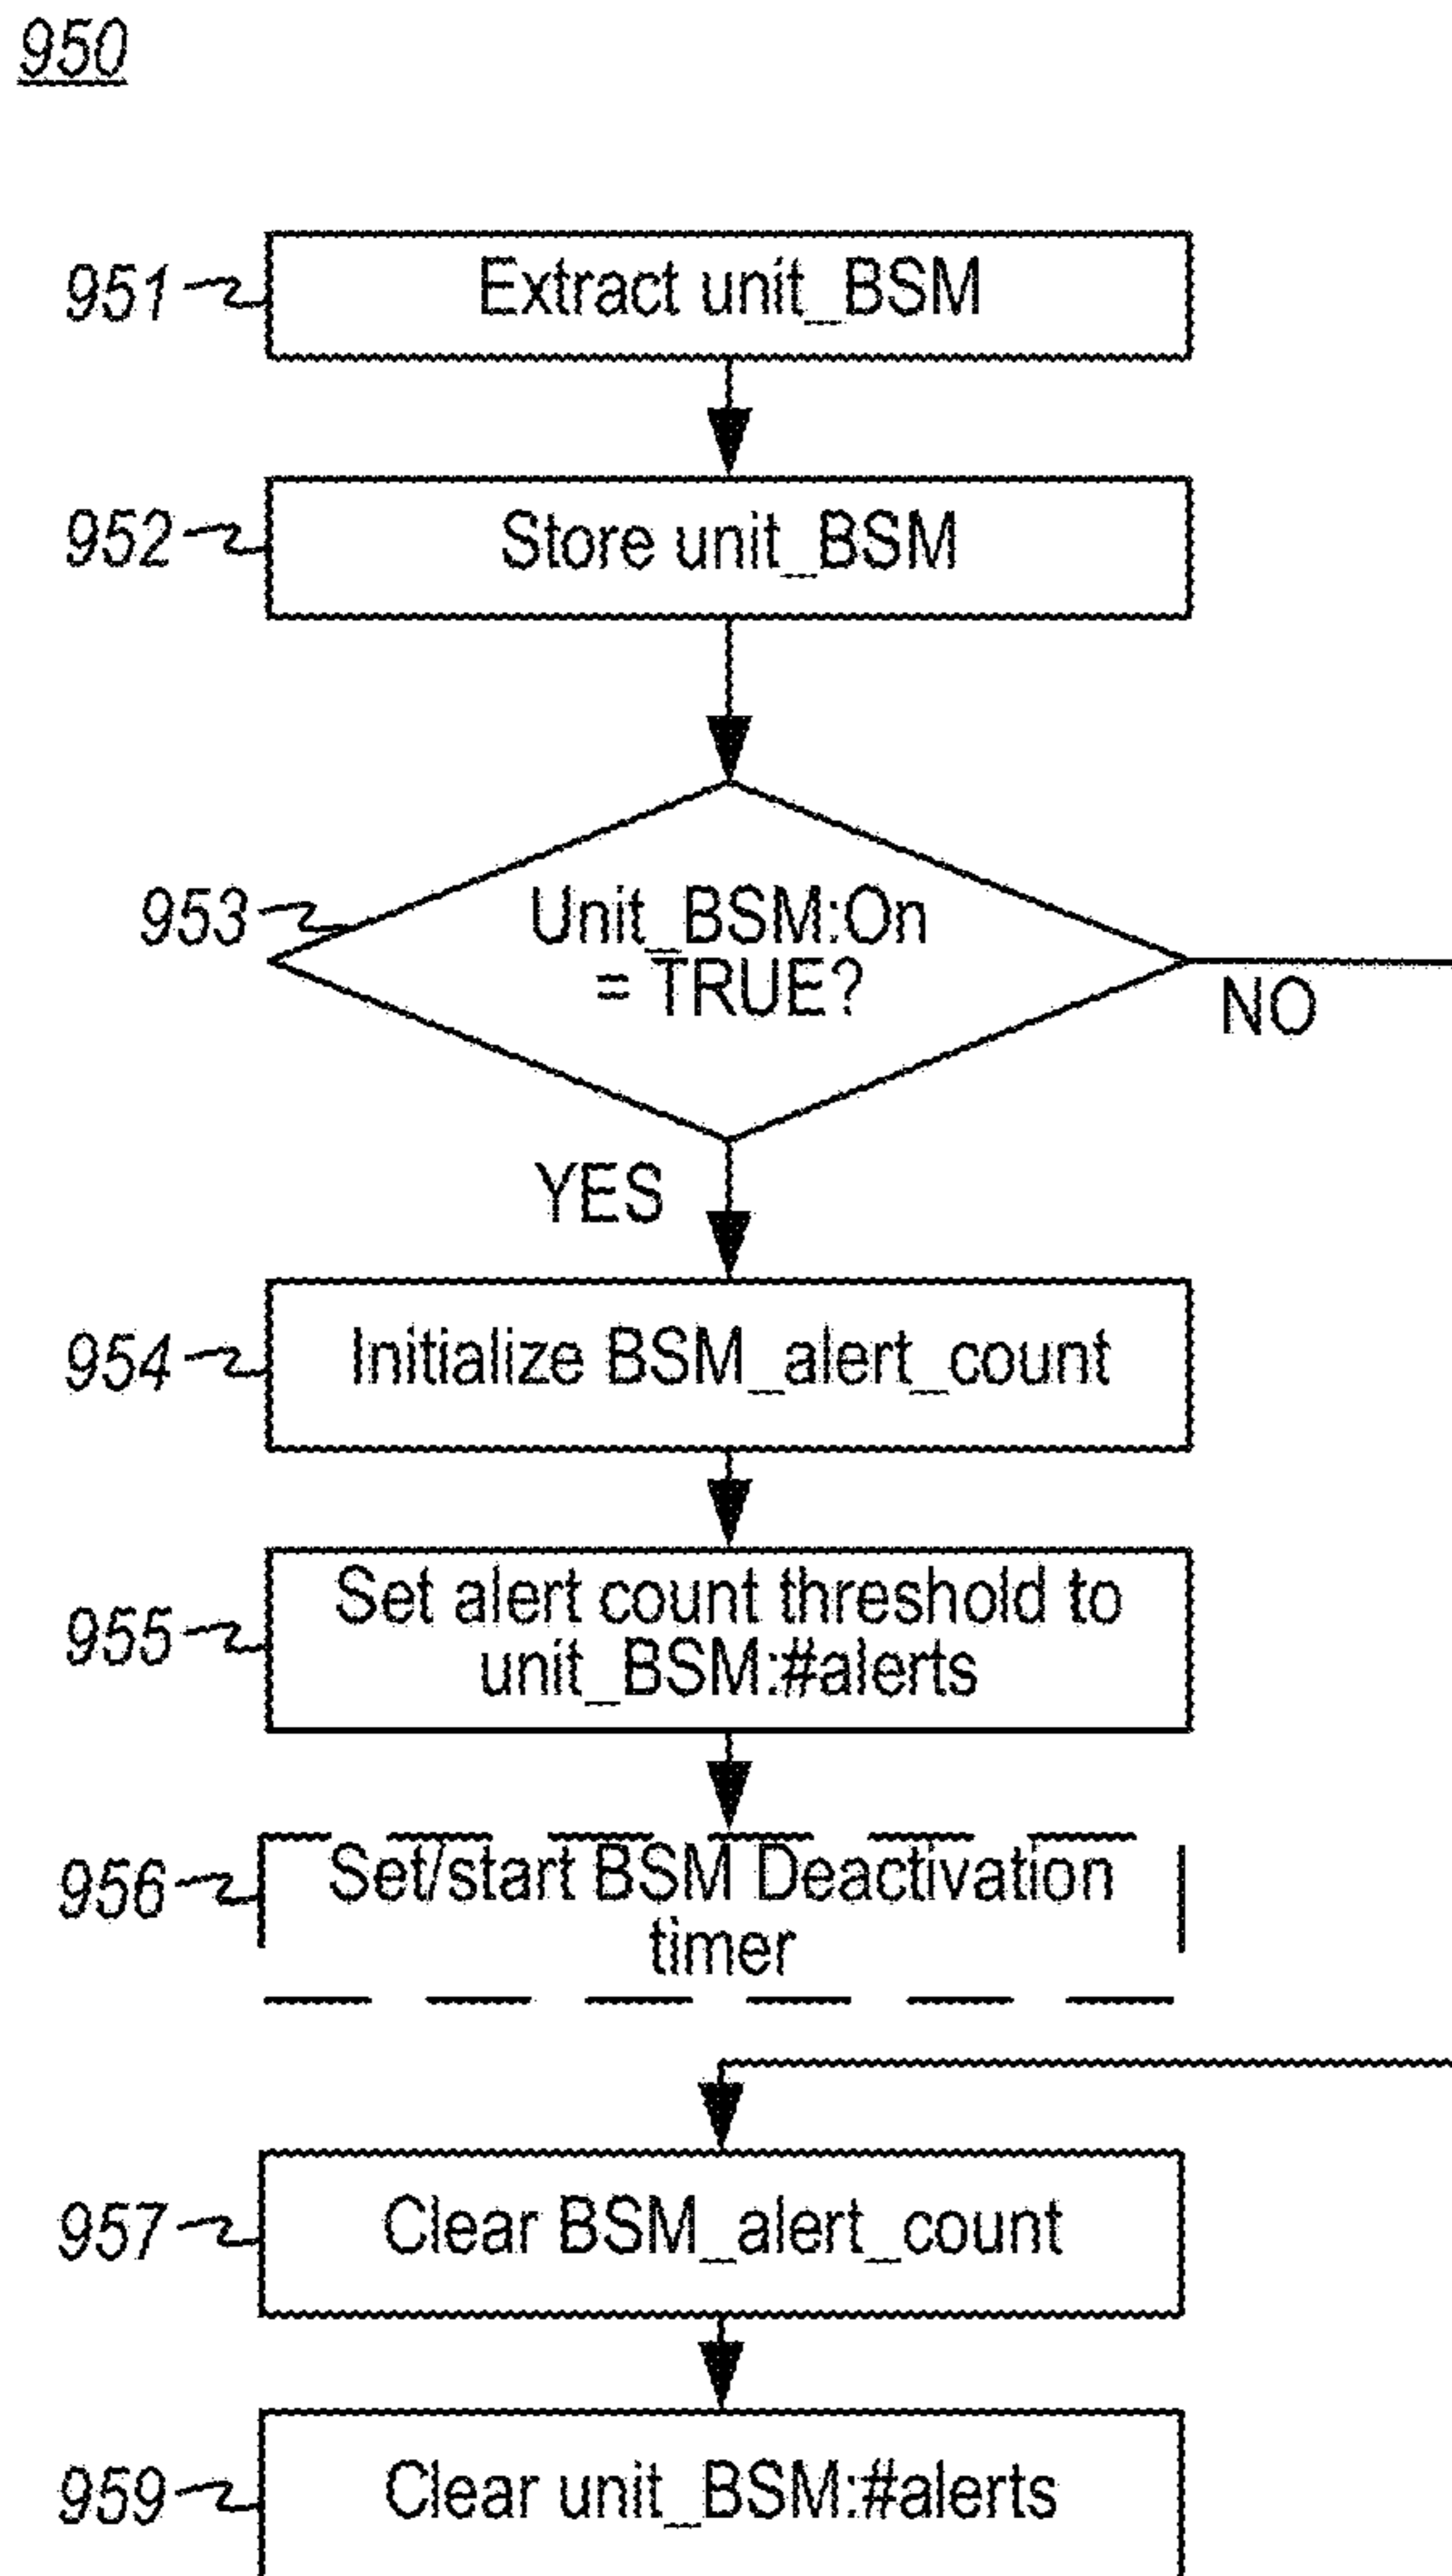 950
951
Extract unit_BSM
952
Store unit_BSM
953
Unit_BSM:On
= TRUE?
NO
YES
954
Initialize BSM_alert_count
955
Set alert count threshold to
unit_BSM:#alerts
956
Set/start BSM Deactivation
timer
957
Clear BSM_alert_count
959
Clear unit_BSM:#alerts